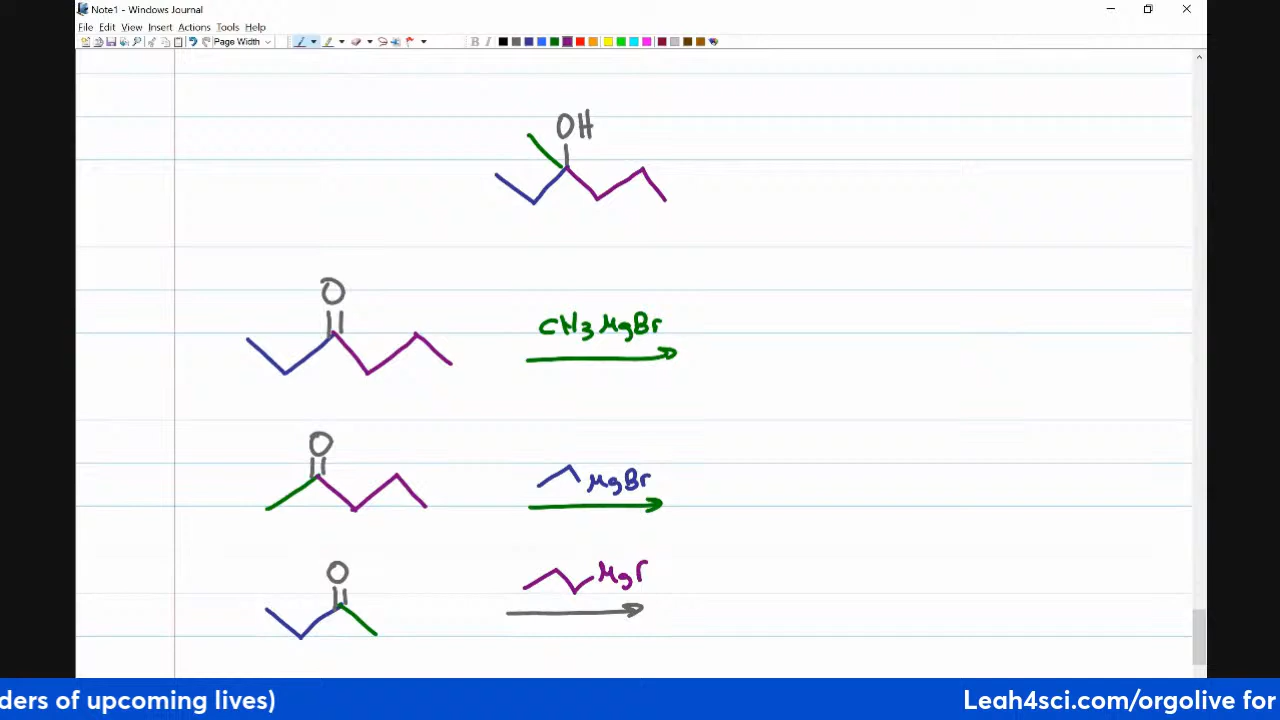 Note1 - Windows Journal
File Edit View Insert Actions Tools Help
Page Width
B I
OH
O
CH3MgBr
O
MgBr
O
ders of upcoming lives)
Leah4sci.com/orgolive for